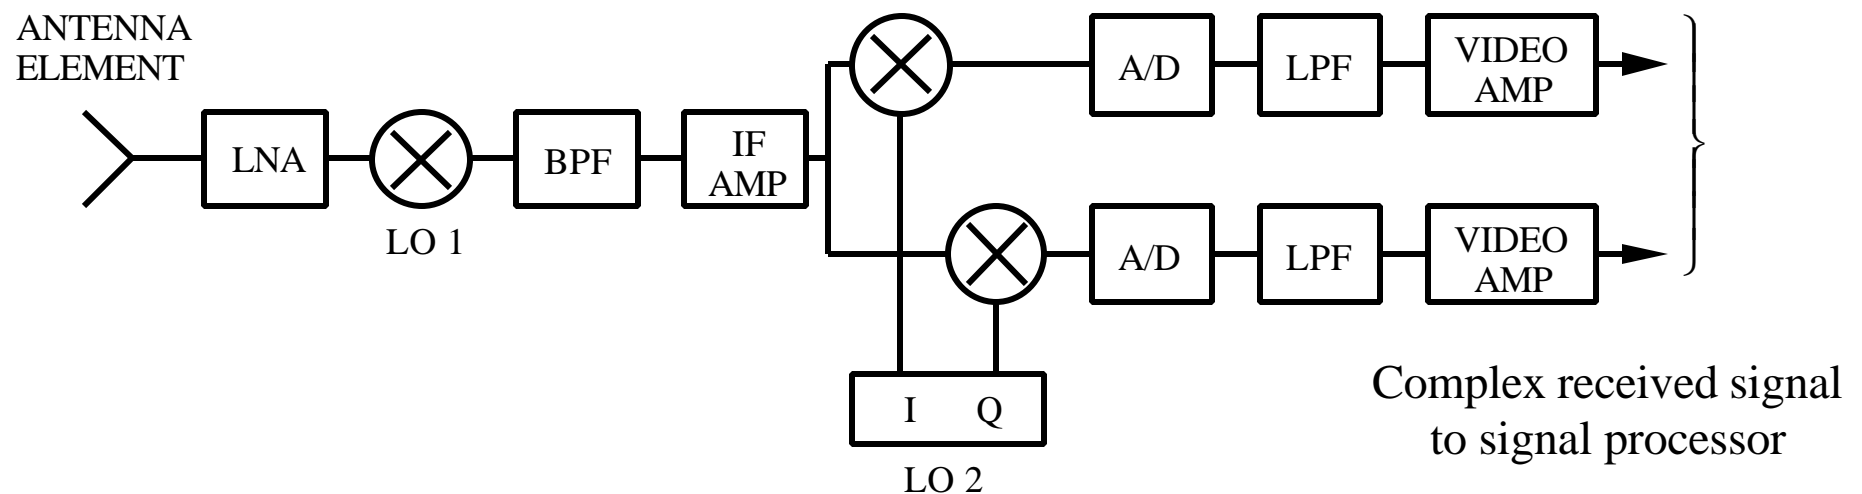 ANTENNA
ELEMENT
LNA
LO 1
BPF
IF
AMP
A/D
LPF
VIDEO
AMP
A/D
LPF
VIDEO
AMP
I Q
LO 2
Complex received signal
to signal processor